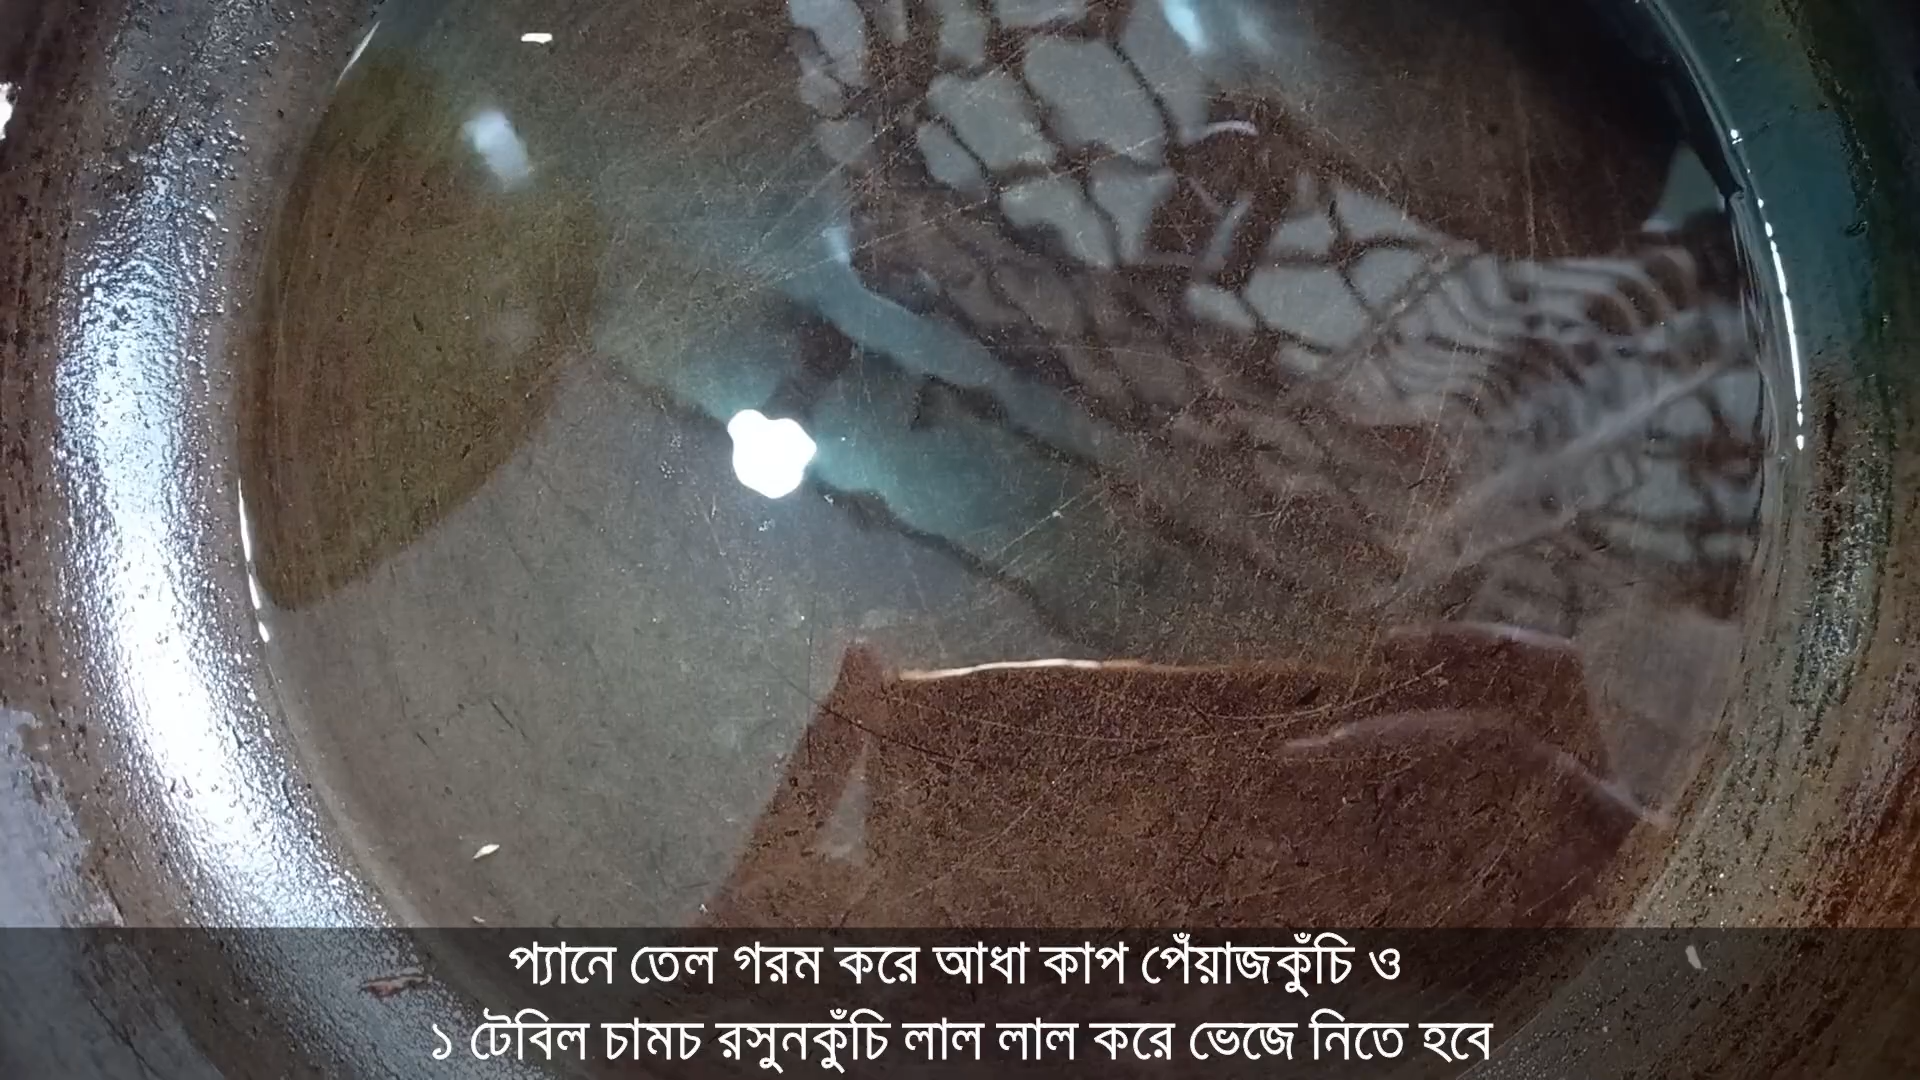 প্যানে তেল গরম করে আধা কাপ পেঁয়াজকুঁচি ও
১ টেবিল চামচ রসুনকুঁচি লাল লাল করে ভেজে নিতে হবে